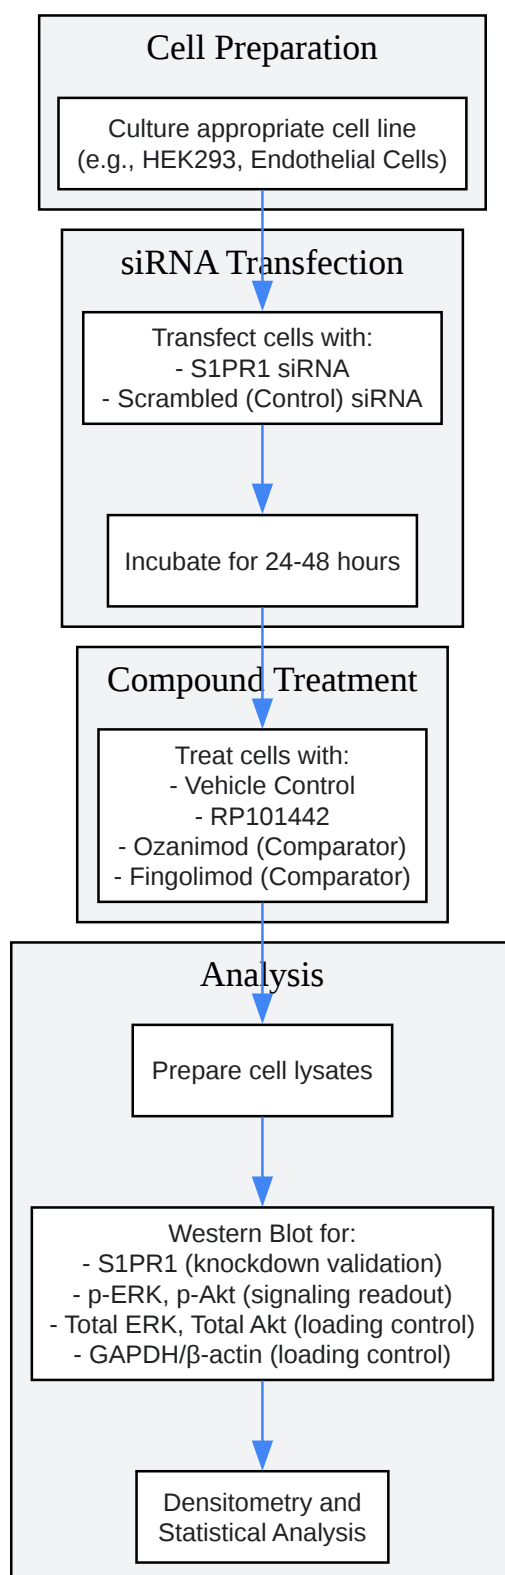 Cell Preparation
Culture appropriate cell line
(e.g., HEK293, Endothelial Cells)
siRNA Transfection
Transfect cells with:
- S1PR1 siRNA
- Scrambled (Control) siRNA
Incubate for 24-48 hours
Compound Treatment
Treat cells with:
- Vehicle Control
- RP101442
- Ozanimod (Comparator)
- Fingolimod (Comparator)
Analysis
Prepare cell lysates
Western Blot for:
- S1PR1 (knockdown validation)
- p-ERK, p-Akt (signaling readout)
- Total ERK, Total Akt (loading control)
- GAPDH/β-actin (loading control)
Densitometry and
Statistical Analysis